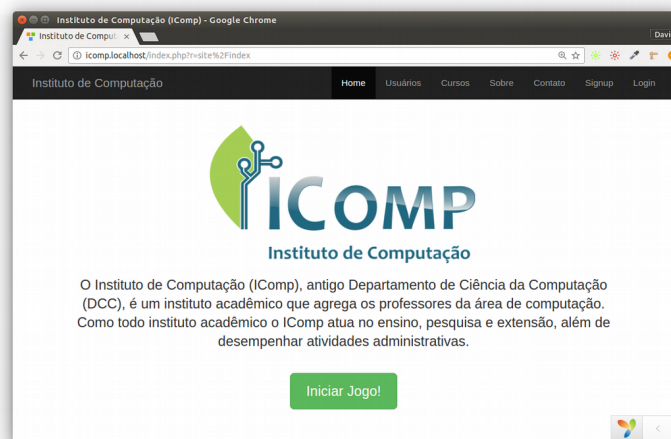 Instituto de Computação (IComp) - Google Chrome
Instituto de Comput
Davi
icomp.localhost/index.php?r=site%2Findex
Instituto de Computação Home Usuários Cursos Sobre Contato Signup Login
ICOMP
Instituto de Computação
O Instituto de Computação (IComp), antigo Departamento de Ciência da Computação
(DCC), é um instituto acadêmico que agrega os professores da área de computação.
Como todo instituto acadêmico o IComp atua no ensino, pesquisa e extensão, além de
desempenhar atividades administrativas.
Iniciar Jogo!